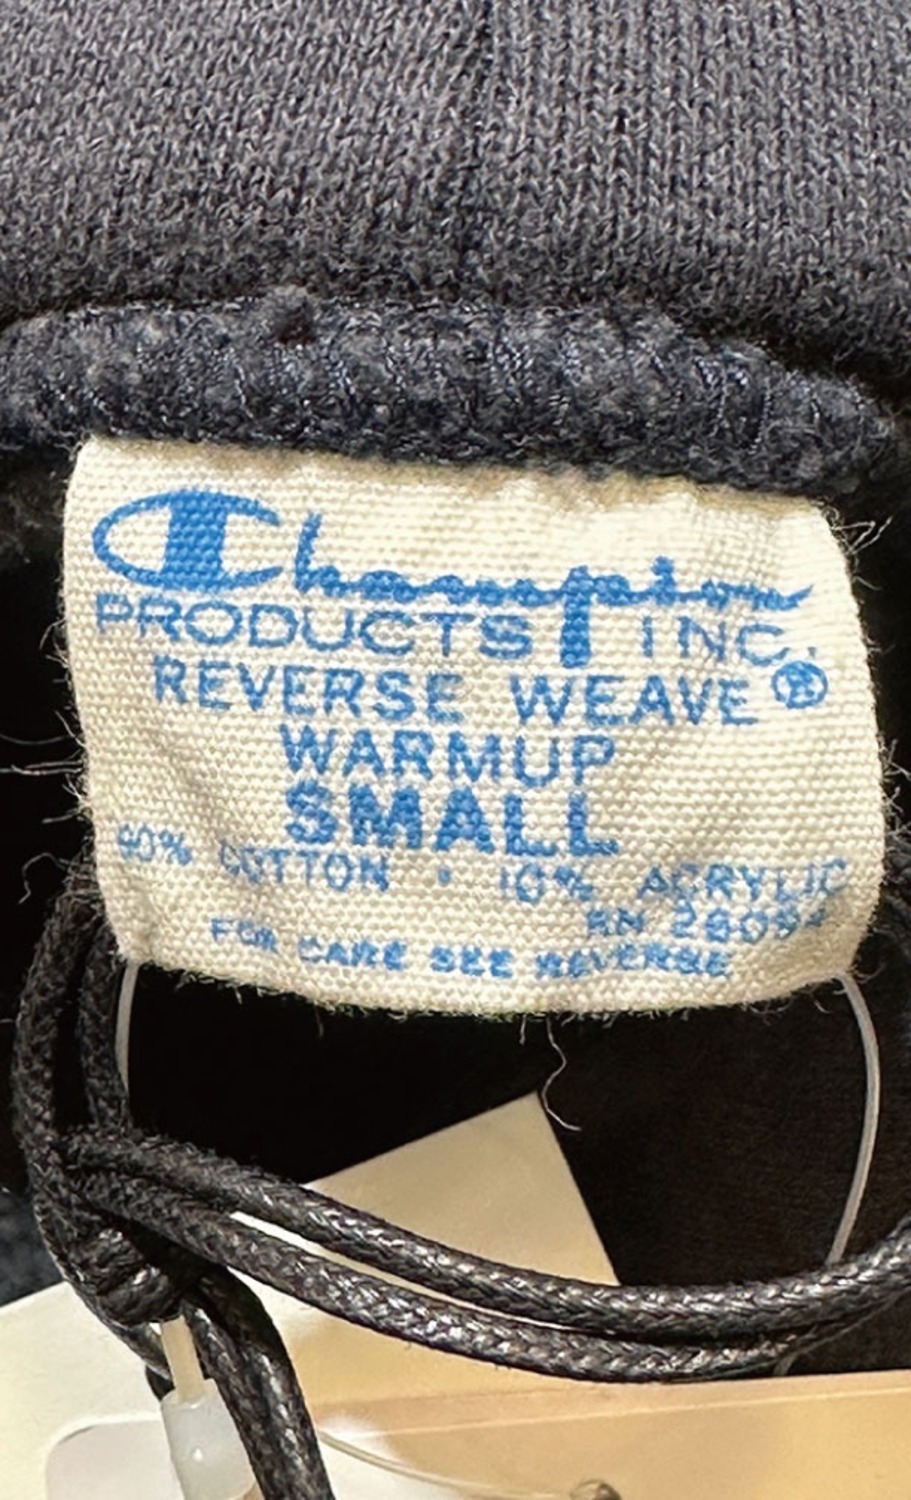 Champion
PRODUCTS INC.
REVERSE WEAVE®
WARMUP
SMALL
90% COTTON • 10% ACRYLIC
RN 26094
FOR CARE SEE REVERSE